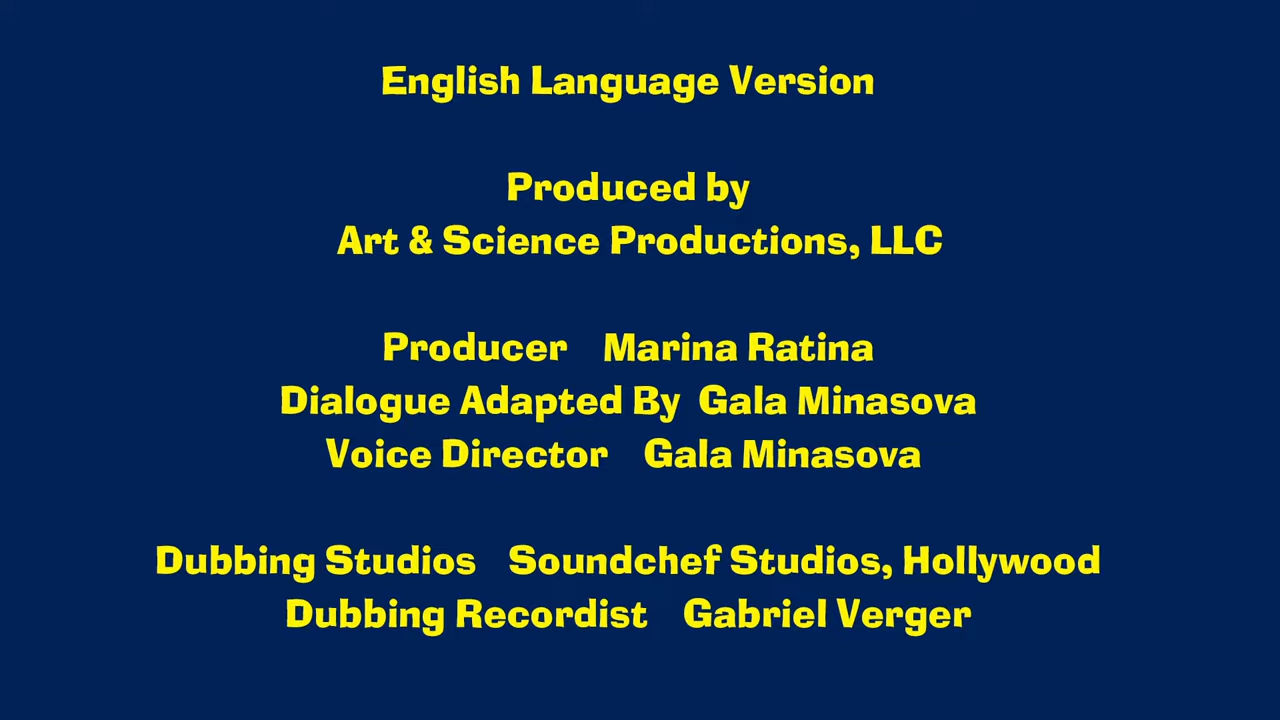 English Language Version
Produced by
Art & Science Productions, LLC
Producer Marina Ratina
Dialogue Adapted By Gala Minasova
Voice Director Gala Minasova
Dubbing Studios Soundchef Studios, Hollywood
Dubbing Recordist Gabriel Verger